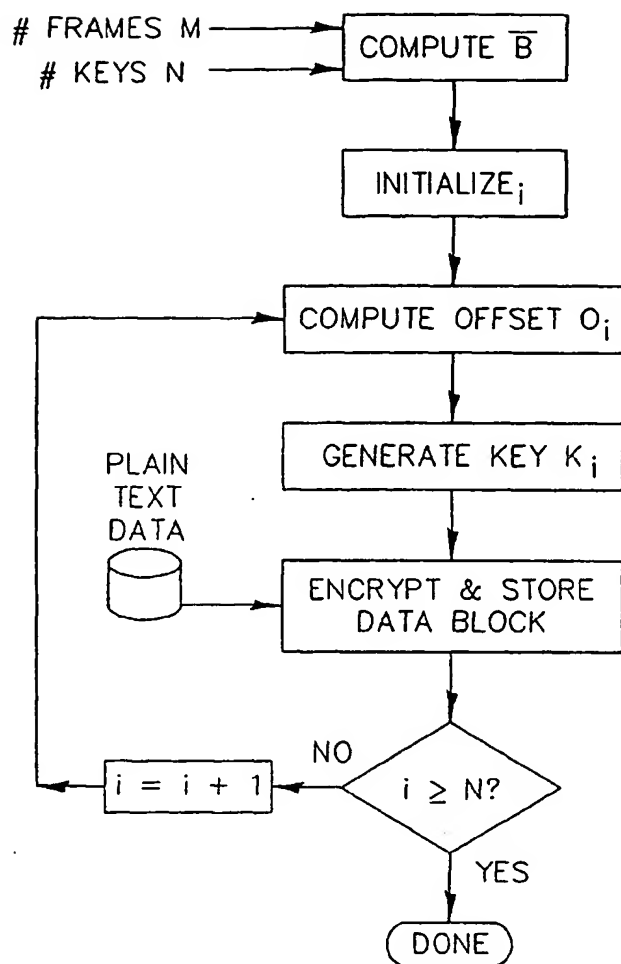 # FRAMES M
# KEYS N
COMPUTE B̅
INITIALIZEᵢ
COMPUTE OFFSET Oᵢ
GENERATE KEY Kᵢ
PLAIN
TEXT
DATA
ENCRYPT & STORE
DATA BLOCK
NO
i = i + 1
i ≥ N?
YES
DONE